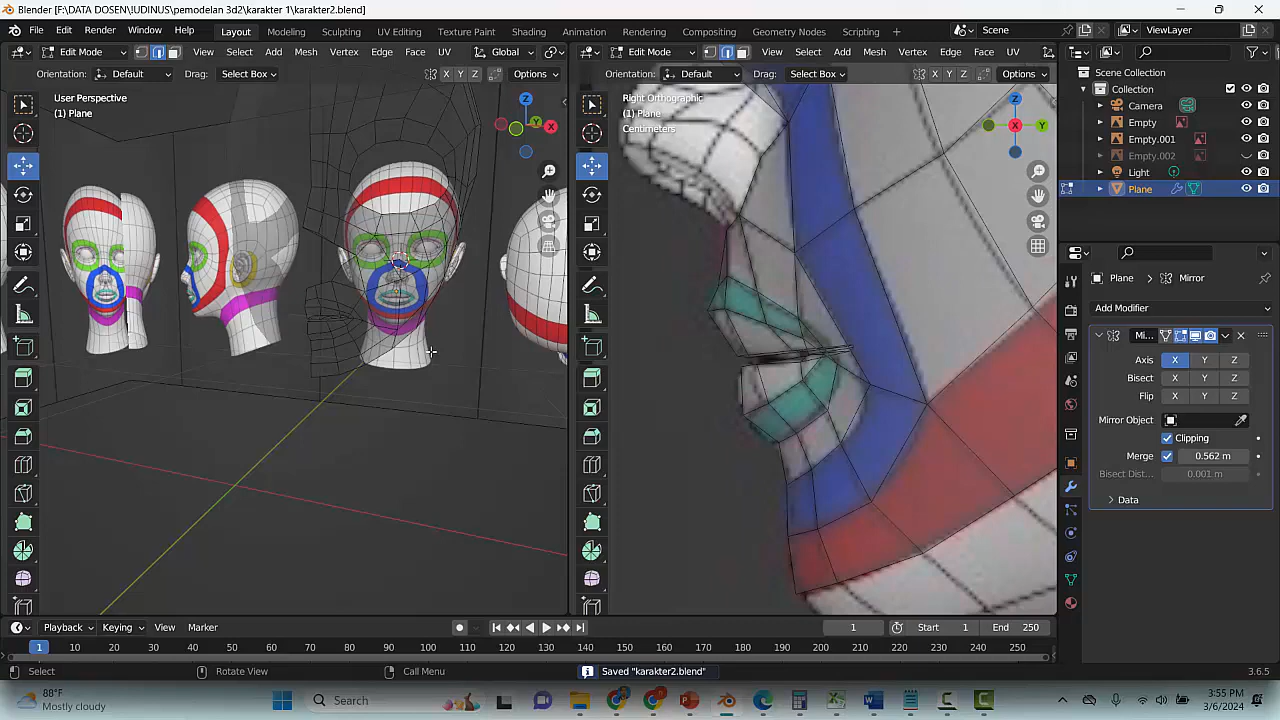 Blender [F:\DATA DOSEN\!UDINUS\pemodelan 3d2\karakter 1\karakter2.blend]
File Edit Render Window Help Layout Modeling Sculpting UV Editing Texture Paint Shading Animation Rendering Compositing Geometry Nodes Scripting + Scene ViewLayer
Edit Mode View Select Add Mesh Vertex Edge Face UV Global
Edit Mode View Select Add Mesh Vertex Edge Face UV
Orientation: Default Drag: Select Box X Y Z Options
Orientation: Default Drag: Select Box X Y Z Options
User Perspective
(1) Plane
Right Orthographic
(1) Plane
Centimeters
Z
Y
X
Z
X
Y
Scene Collection
Collection
Camera
Empty
Empty.001
Empty.002
Light
Plane
Plane > Mirror
Add Modifier
Mi...
Axis X Y Z
Bisect X Y Z
Flip X Y Z
Mirror Object
Clipping
Merge 0.562 m
Bisect Dist... 0.001 m
Data
Playback Keying View Marker 1 Start 1 End 250
1 10 20 30 40 50 60 70 80 90 100 110 120 130 140 150 160 170 180 190 200 210 220 230 240 250
Select Rotate View Call Menu Saved "karakter2.blend" 3.6.5
88°F
Mostly cloudy
Search
3:55 PM
3/6/2024